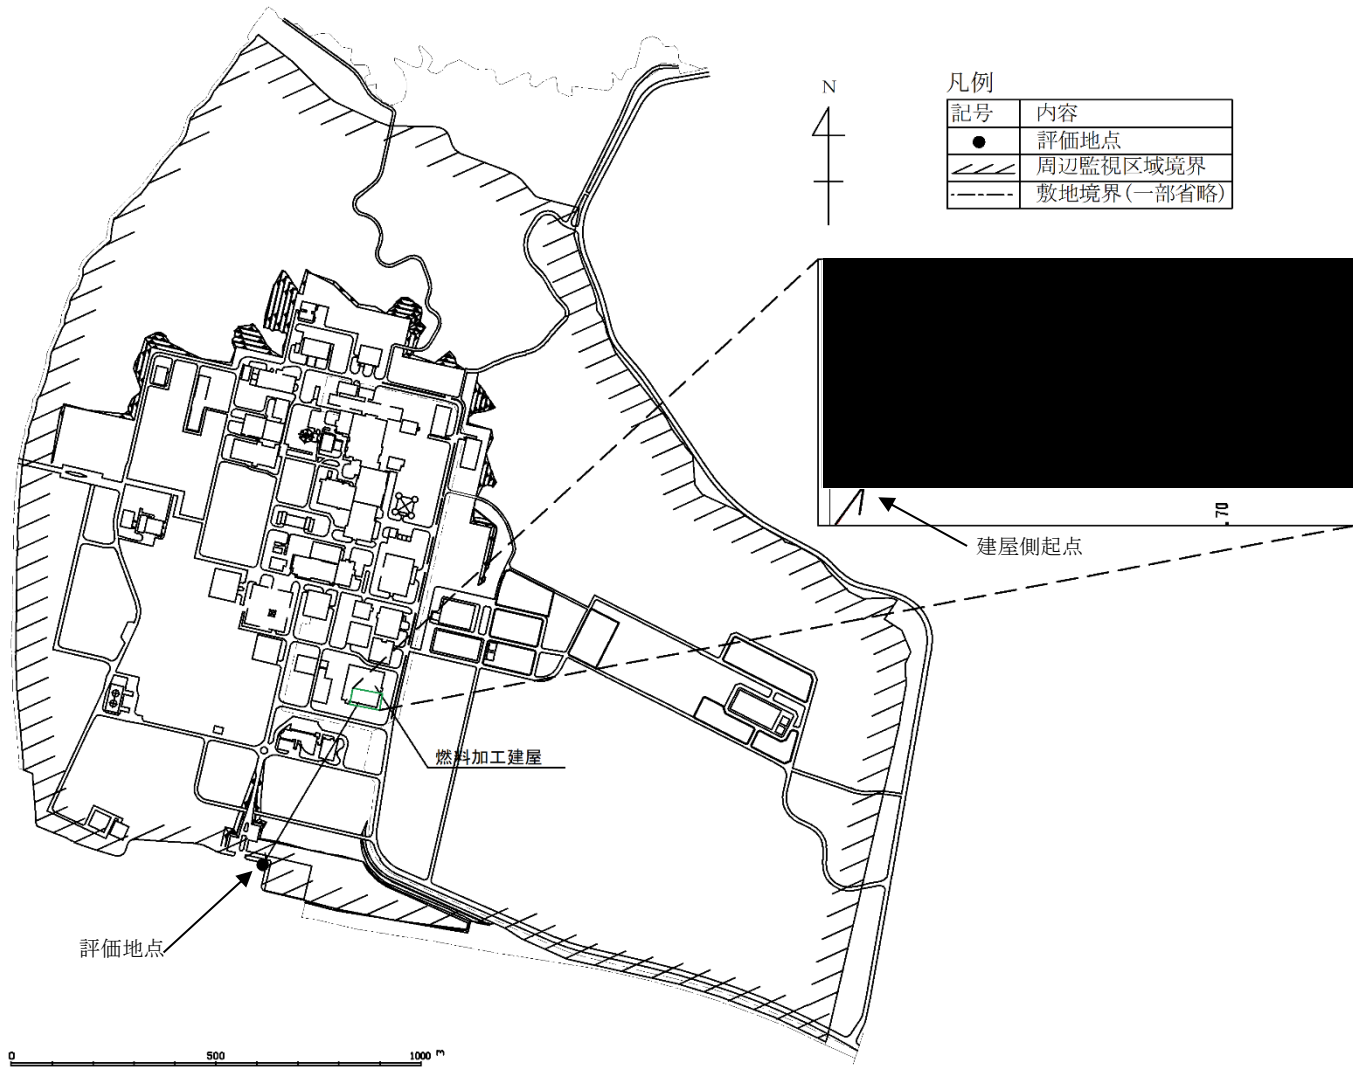 N
凡例
記号 内容
評価地点
周辺監視区域境界
敷地境界(一部省略)
70
建屋側起点
燃料加工建屋
評価地点
0 500 1000 m